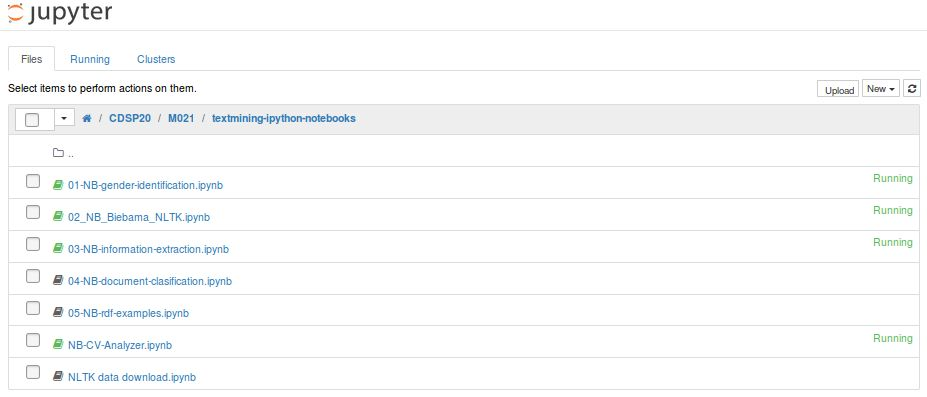 jupyter
Files Running Clusters
Select items to perform actions on them. Upload New
/ CDSP20 / M021 / textmining-ipython-notebooks
..
01-NB-gender-identification.ipynb Running
02_NB_Biebama_NLTK.ipynb Running
03-NB-information-extraction.ipynb Running
04-NB-document-clasification.ipynb
05-NB-rdf-examples.ipynb
NB-CV-Analyzer.ipynb Running
NLTK data download.ipynb